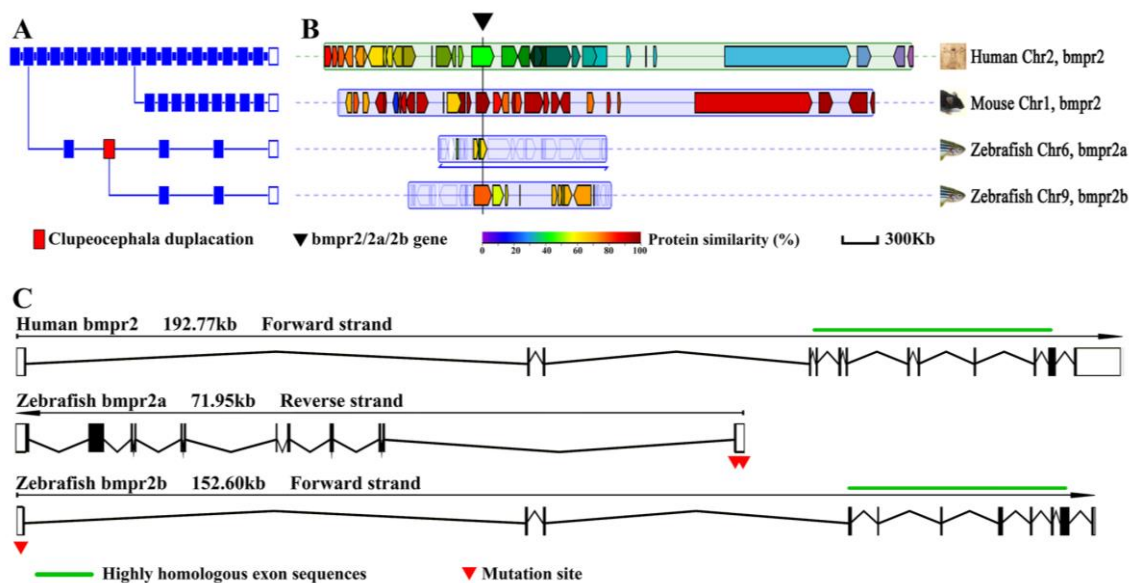 A
B
Human Chr2, bmpr2
Mouse Chr1, bmpr2
Zebrafish Chr6, bmpr2a
Zebrafish Chr9, bmpr2b
Clupeocephala duplacation bmpr2/2a/2b gene Protein similarity (%) 300Kb
0 20 40 60 80 100
C
Human bmpr2 192.77kb Forward strand
Zebrafish bmpr2a 71.95kb Reverse strand
Zebrafish bmpr2b 152.60kb Forward strand
Highly homologous exon sequences Mutation site